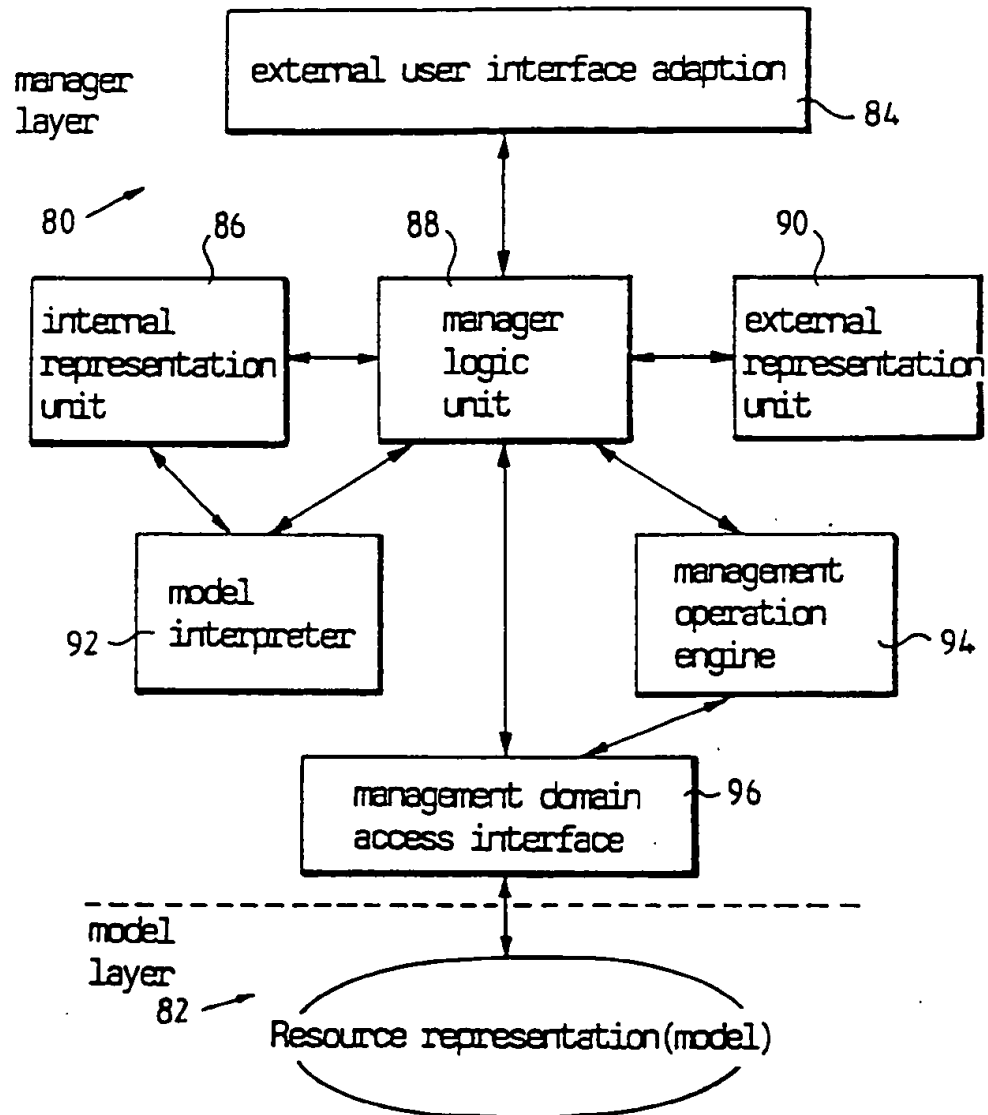 external user interface adaption
84
manager
layer
80
86
88
90
internal
representation
unit
manager
logic
unit
external
representation
unit
model
interpreter
92
management
operation
engine
94
management domain
access interface
96
model
layer
82
Resource representation(model)